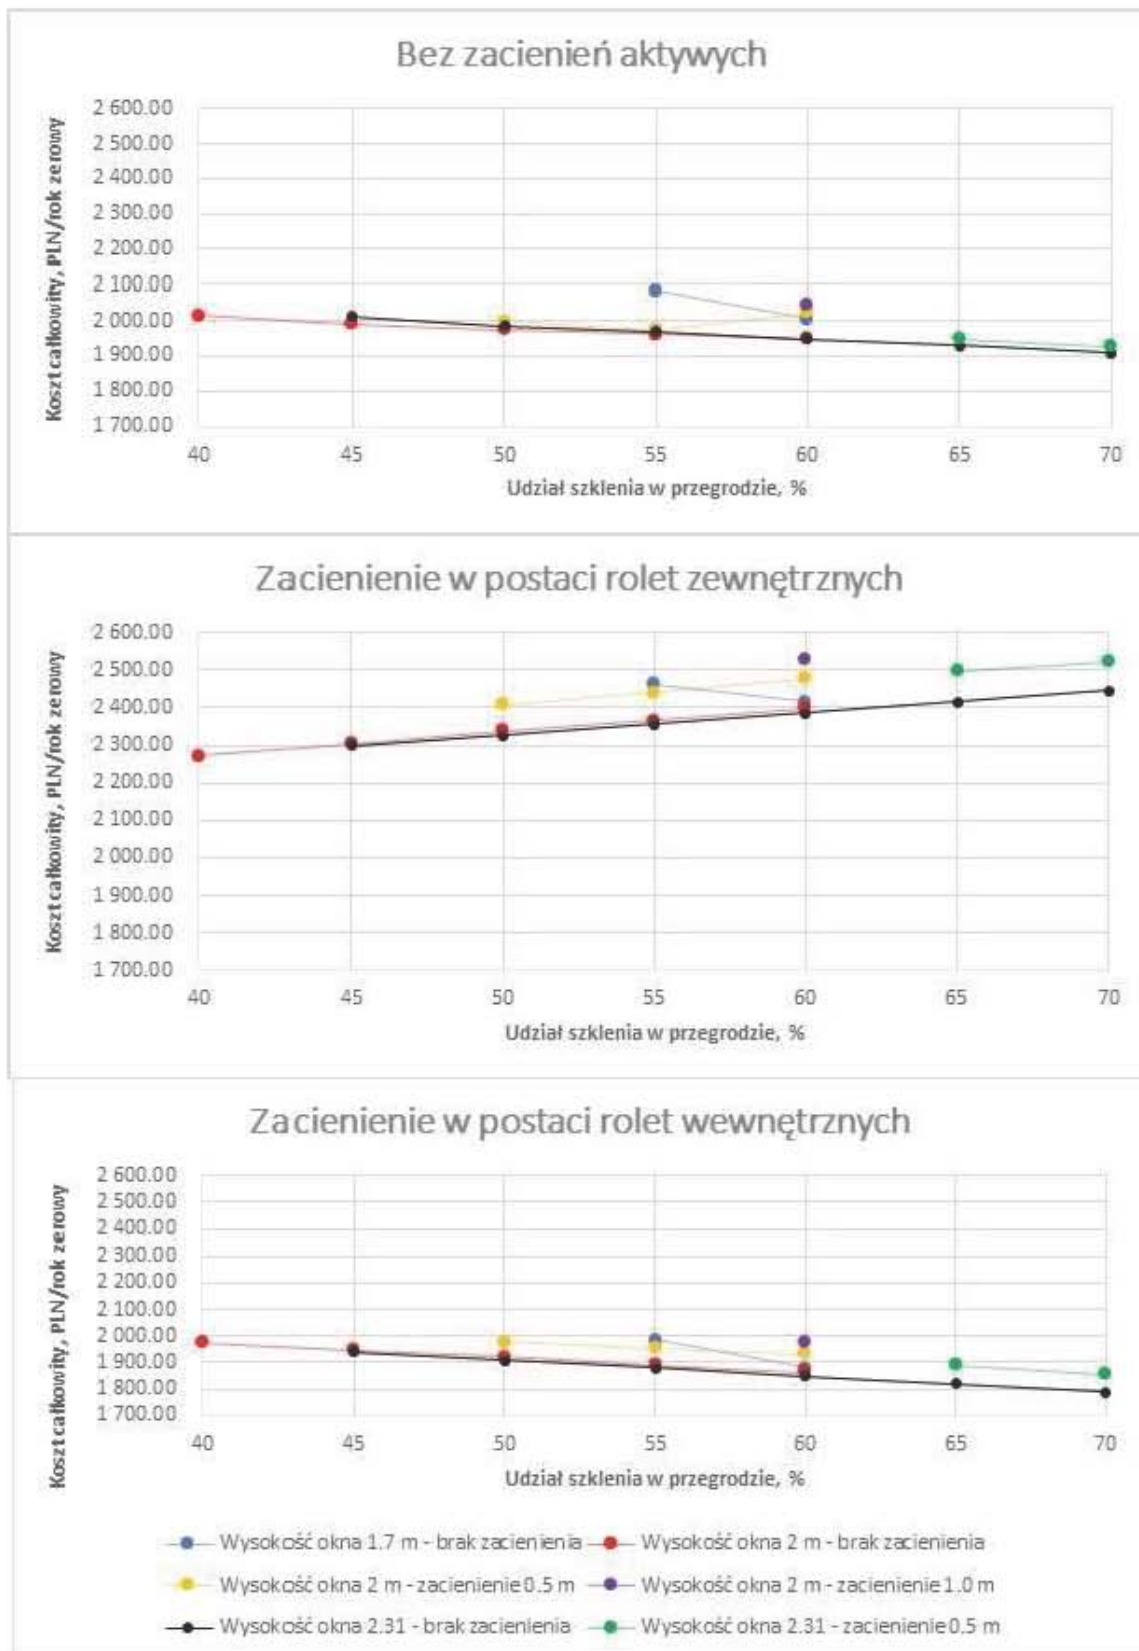 Bez zacienień aktywych
Koszt całkowity, PLN/rok zerowy
2 600.00
2 500.00
2 400.00
2 300.00
2 200.00
2 100.00
2 000.00
1 900.00
1 800.00
1 700.00
40 45 50 55 60 65 70
Udział szklenia w przegrodzie, %
Zacienienie w postaci rolet zewnętrznych
Koszt całkowity, PLN/rok zerowy
2 600.00
2 500.00
2 400.00
2 300.00
2 200.00
2 100.00
2 000.00
1 900.00
1 800.00
1 700.00
40 45 50 55 60 65 70
Udział szklenia w przegrodzie, %
Zacienienie w postaci rolet wewnętrznych
Koszt całkowity, PLN/rok zerowy
2 600.00
2 500.00
2 400.00
2 300.00
2 200.00
2 100.00
2 000.00
1 900.00
1 800.00
1 700.00
40 45 50 55 60 65 70
Udział szklenia w przegrodzie, %
Wysokość okna 1.7 m - brak zacienienia Wysokość okna 2 m - brak zacienienia
Wysokość okna 2 m - zacienienie 0.5 m Wysokość okna 2 m - zacienienie 1.0 m
Wysokość okna 2.31 - brak zacienienia Wysokość okna 2.31 - zacienienie 0.5 m